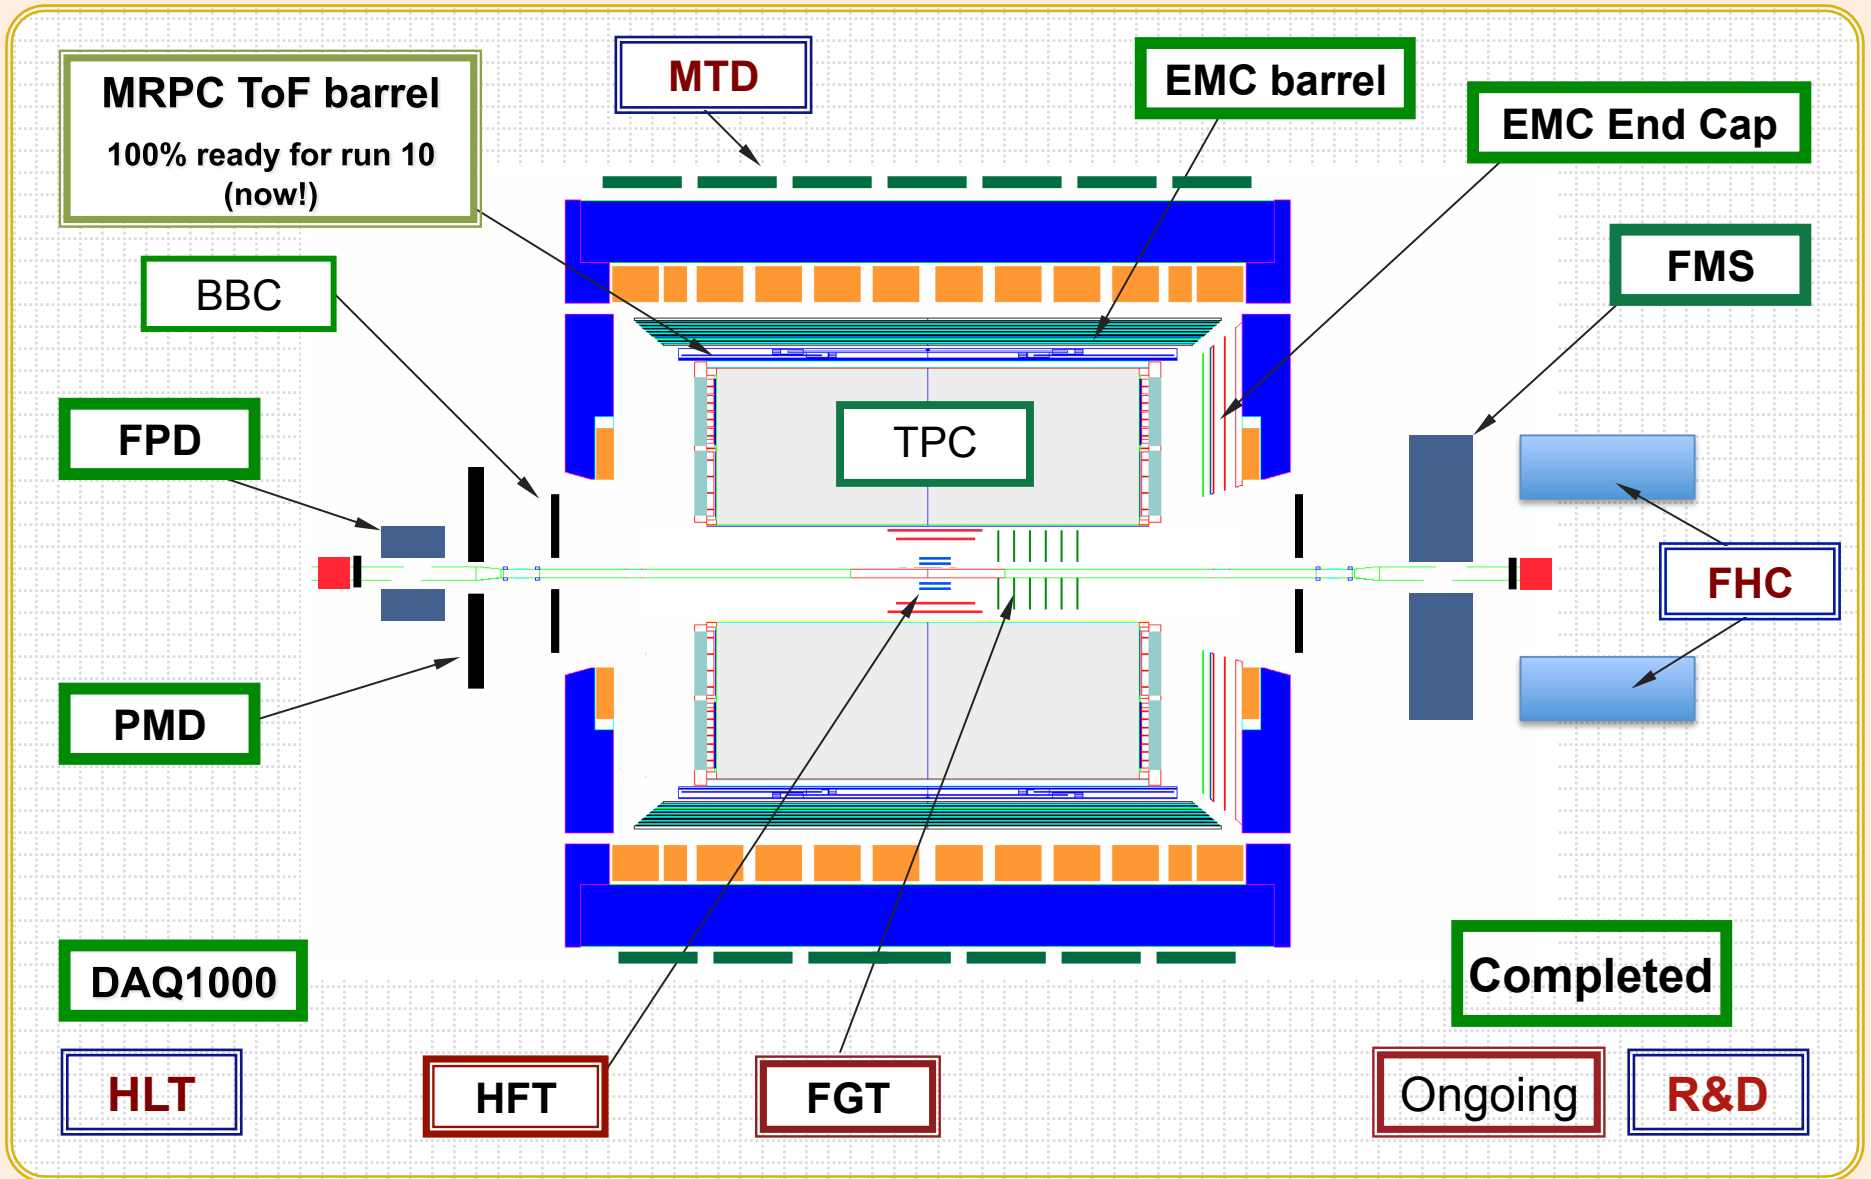 MRPC ToF barrel
100% ready for run 10
(now!)
MTD
EMC barrel
EMC End Cap
BBC
FMS
FPD
TPC
FHC
PMD
DAQ1000
Completed
HLT
HFT
FGT
Ongoing
R&D